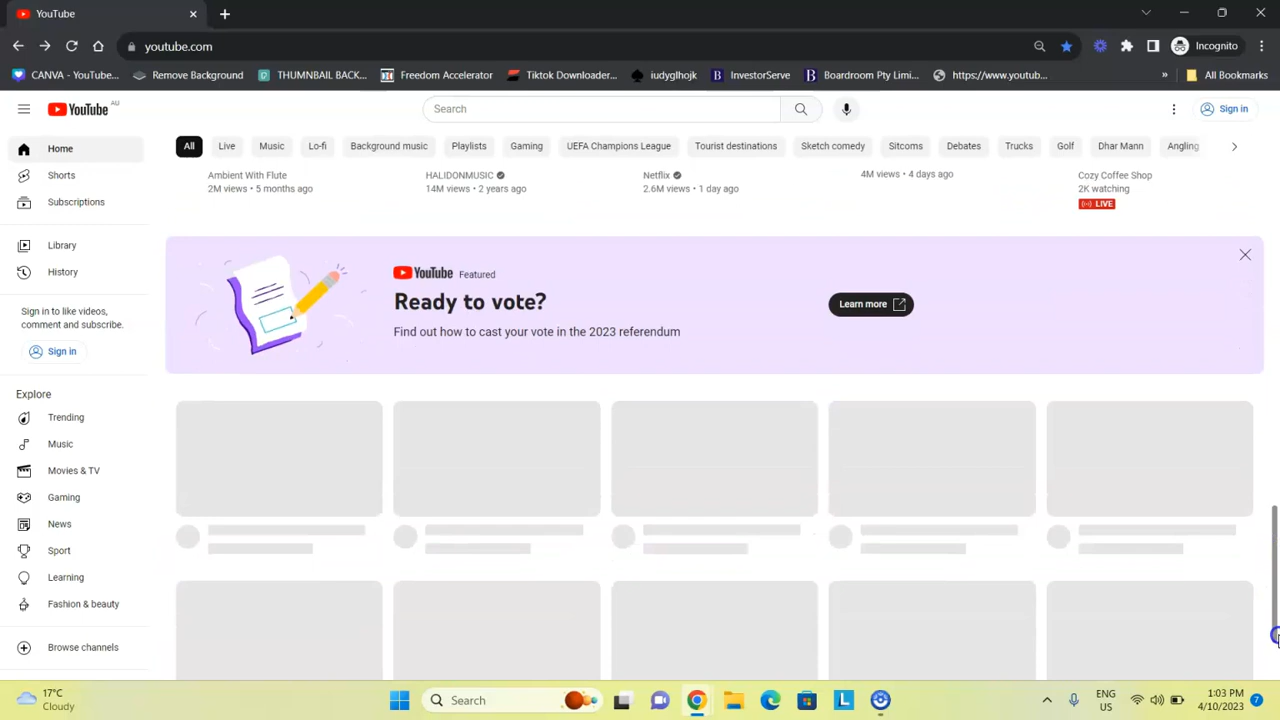 YouTube
youtube.com
Incognito
CANVA - YouTube...
Remove Background
THUMNBAIL BACK...
Freedom Accelerator
Tiktok Downloader...
iudyglhojk
InvestorServe
Boardroom Pty Limi...
https://www.youtub...
»
All Bookmarks
YouTube AU
Search
Sign in
Home
Shorts
Subscriptions
Library
History
Sign in to like videos,
comment and subscribe.
Sign in
Explore
Trending
Music
Movies & TV
Gaming
News
Sport
Learning
Fashion & beauty
Browse channels
All
Live
Music
Lo-fi
Background music
Playlists
Gaming
UEFA Champions League
Tourist destinations
Sketch comedy
Sitcoms
Debates
Trucks
Golf
Dhar Mann
Angling
Ambient With Flute
2M views • 5 months ago
HALIDONMUSIC
14M views • 2 years ago
Netflix
2.6M views • 1 day ago
4M views • 4 days ago
Cozy Coffee Shop
2K watching
LIVE
YouTube Featured
Ready to vote?
Find out how to cast your vote in the 2023 referendum
Learn more
17°C
Cloudy
Search
ENG
US
1:03 PM
4/10/2023
7